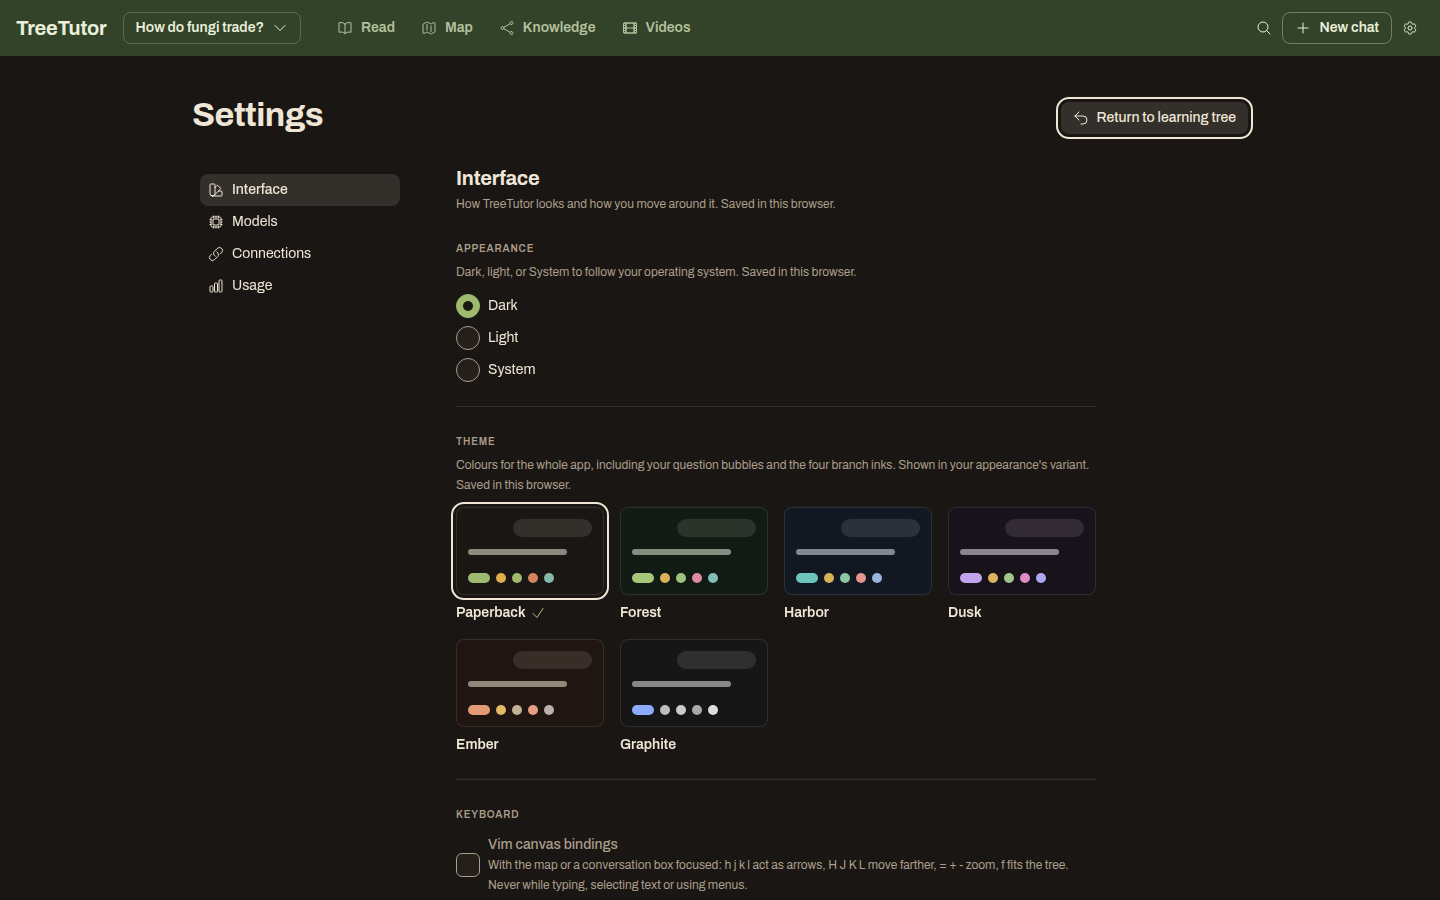 TreeTutor
How do fungi trade?
Read
Map
Knowledge
Videos
New chat
Settings
Return to learning tree
Interface
Models
Connections
Usage
Interface
How TreeTutor looks and how you move around it. Saved in this browser.
APPEARANCE
Dark, light, or System to follow your operating system. Saved in this browser.
Dark
Light
System
THEME
Colours for the whole app, including your question bubbles and the four branch inks. Shown in your appearance's variant.
Saved in this browser.
Paperback
Forest
Harbor
Dusk
Ember
Graphite
KEYBOARD
Vim canvas bindings
With the map or a conversation box focused: h j k l act as arrows, H J K L move farther, = + - zoom, f fits the tree.
Never while typing, selecting text or using menus.